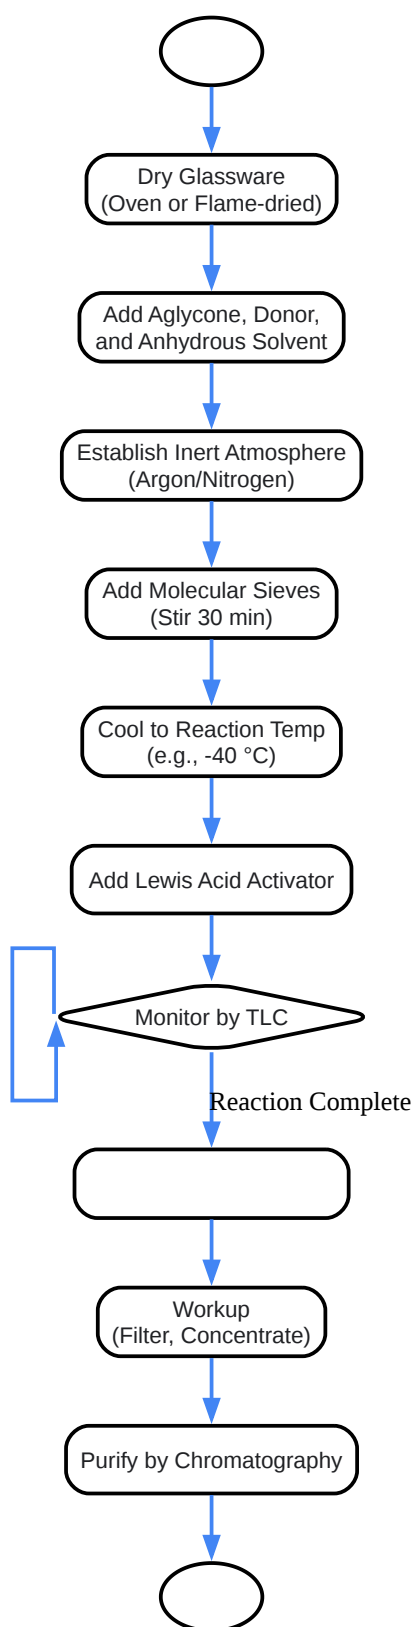 Dry Glassware
(Oven or Flame-dried)
Add Aglycone, Donor,
and Anhydrous Solvent
Establish Inert Atmosphere
(Argon/Nitrogen)
Add Molecular Sieves
(Stir 30 min)
Cool to Reaction Temp
(e.g., -40 °C)
Add Lewis Acid Activator
Monitor by TLC
Reaction Complete
Workup
(Filter, Concentrate)
Purify by Chromatography